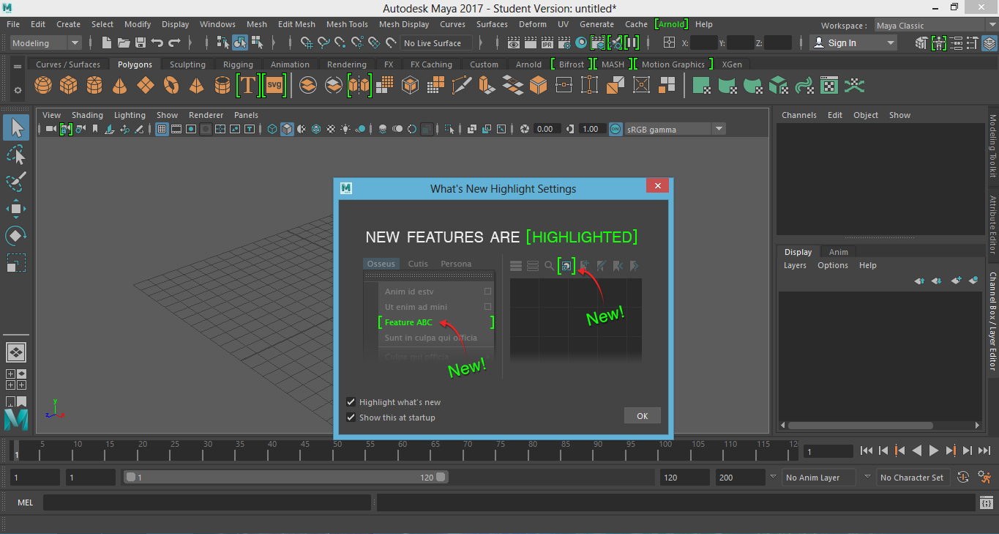 Autodesk Maya 2017 - Student Version: untitled*
File Edit Create Select Modify Display Windows Mesh Edit Mesh Mesh Tools Mesh Display Curves Surfaces Deform UV Generate Cache [Arnold] Help Workspace : Maya Classic
Modeling No Live Surface X: Y: Z: Sign In
Curves / Surfaces Polygons Sculpting Rigging Animation Rendering FX FX Caching Custom Arnold [Bifrost] [MASH] [Motion Graphics] XGen
T svg IPR
View Shading Lighting Show Renderer Panels
0.00 1.00 ON sRGB gamma
Channels Edit Object Show
Modeling Toolkit
Attribute Editor
Channel Box / Layer Editor
Display Anim
Layers Options Help
What's New Highlight Settings
NEW FEATURES ARE [HIGHLIGHTED]
Osseus Cutis Persona
Anim id estv
Ut enim ad mini
[Feature ABC]
Sunt in culpa qui officia
Culpa qui officia
New!
New!
Highlight what's new
Show this at startup
OK
y
z x
1 5 10 15 20 25 30 35 40 45 50 55 60 65 70 75 80 85 90 95 100 105 110 115 12
1
1 1 1 120 120 200 No Anim Layer No Character Set
MEL